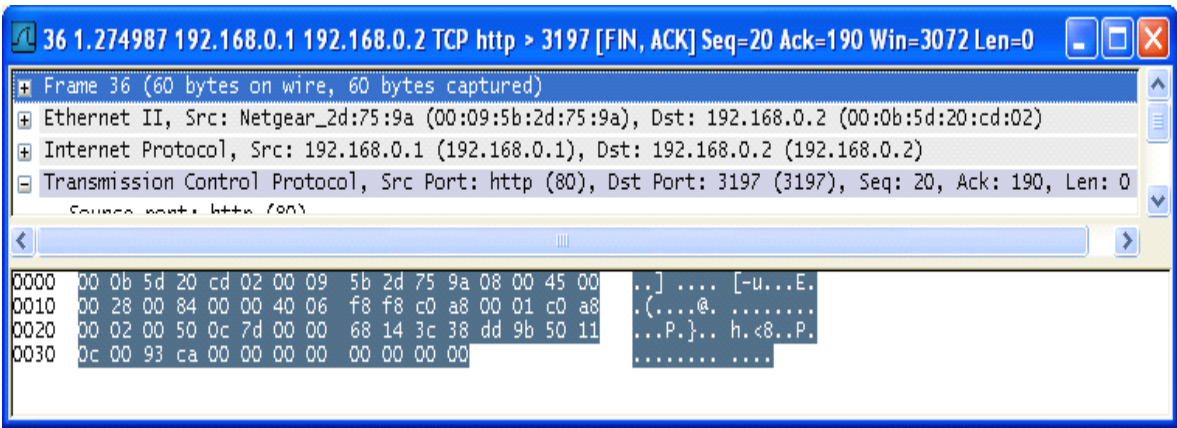 36 1.274987 192.168.0.1 192.168.0.2 TCP http > 3197 [FIN, ACK] Seq=20 Ack=190 Win=3072 Len=0
Frame 36 (60 bytes on wire, 60 bytes captured)
Ethernet II, Src: Netgear_2d:75:9a (00:09:5b:2d:75:9a), Dst: 192.168.0.2 (00:0b:5d:20:cd:02)
Internet Protocol, Src: 192.168.0.1 (192.168.0.1), Dst: 192.168.0.2 (192.168.0.2)
Transmission Control Protocol, Src Port: http (80), Dst Port: 3197 (3197), Seq: 20, Ack: 190, Len: 0
Source port: http (80)
0000 00 0b 5d 20 cd 02 00 09 5b 2d 75 9a 08 00 45 00 ..] .... [-u...E.
0010 00 28 00 84 00 00 40 06 f8 f8 c0 a8 00 01 c0 a8 .(....@. ........
0020 00 02 00 50 0c 7d 00 00 68 14 3c 38 dd 9b 50 11 ...P.}.. h.<8..P.
0030 0c 00 93 ca 00 00 00 00 00 00 00 00 ........ ....